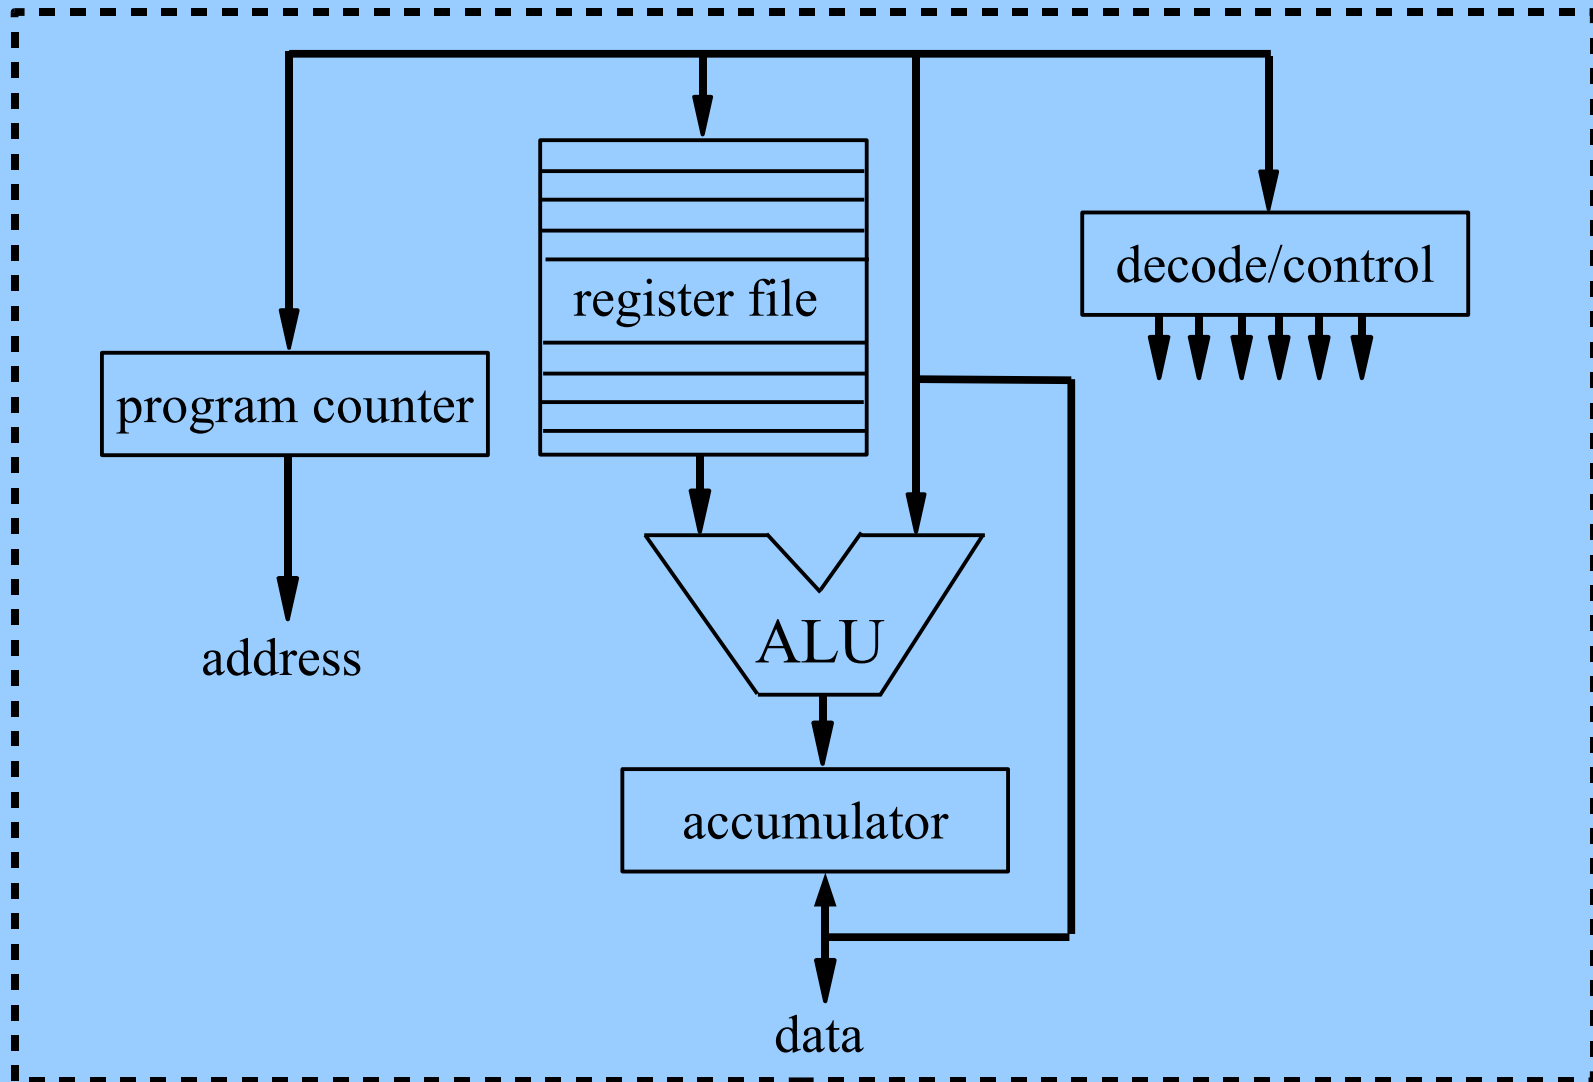 decode/control
register file
program counter
ALU
address
accumulator
data